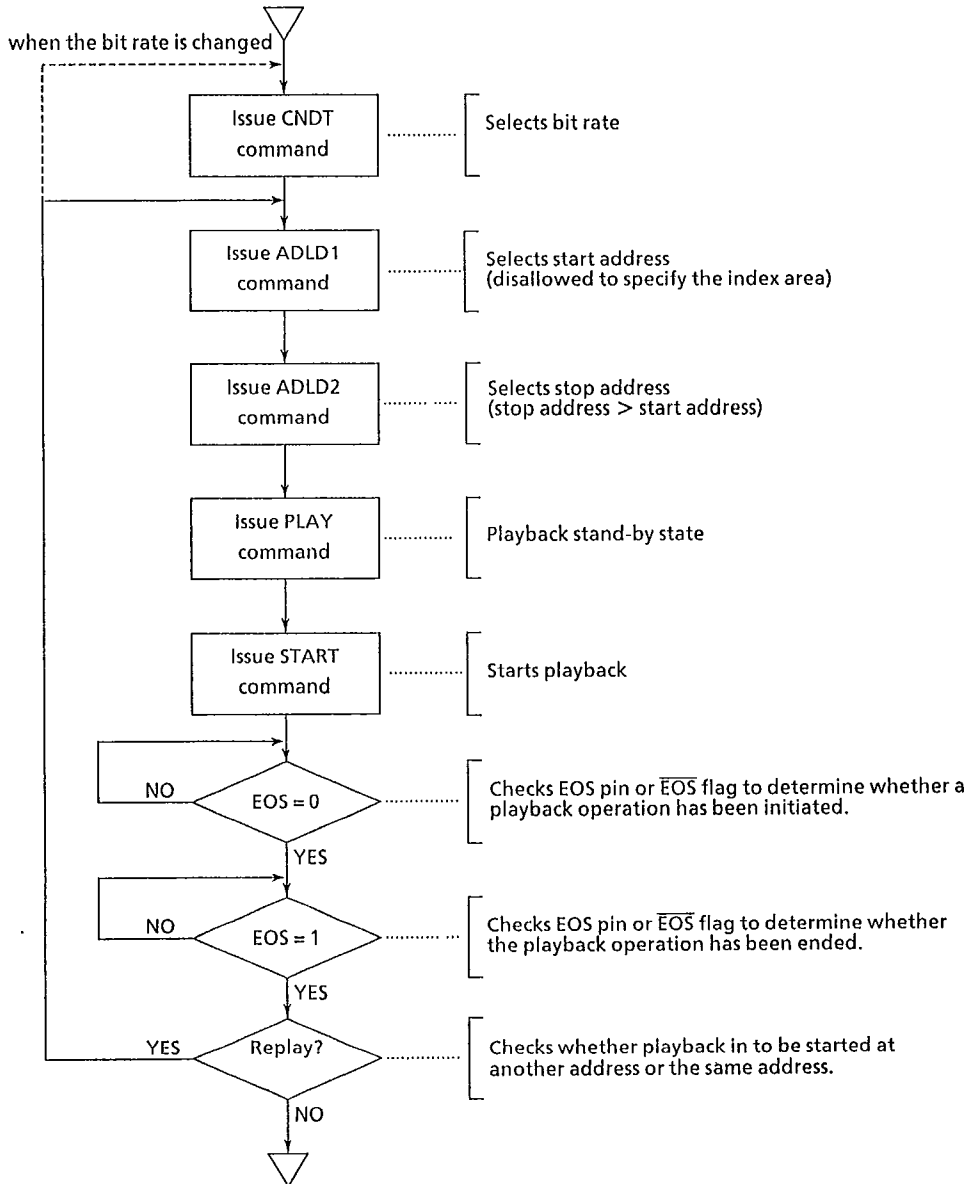 when the bit rate is changed
Issue CNDT
command
Selects bit rate
Issue ADLD1
command
Selects start address
(disallowed to specify the index area)
Issue ADLD2
command
Selects stop address
(stop address > start address)
Issue PLAY
command
Playback stand-by state
Issue START
command
Starts playback
NO
EOS = 0
YES
Checks EOS pin or E̅O̅S̅ flag to determine whether a
playback operation has been initiated.
NO
EOS = 1
YES
Checks EOS pin or E̅O̅S̅ flag to determine whether
the playback operation has been ended.
YES
Replay?
NO
Checks whether playback in to be started at
another address or the same address.